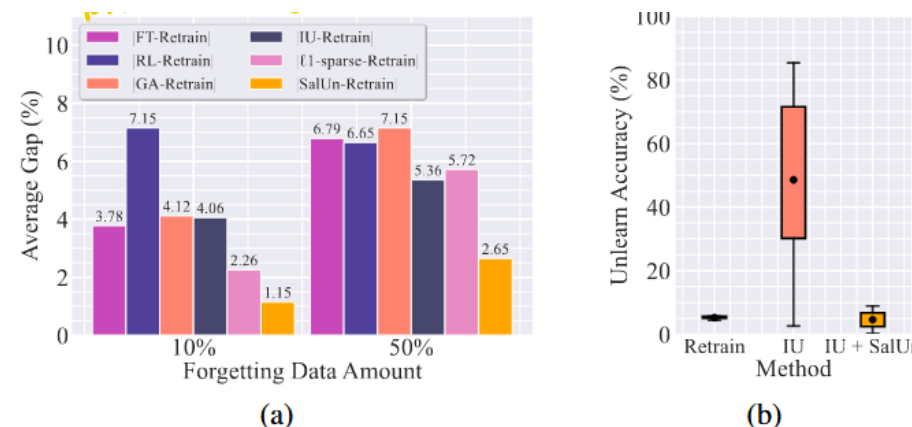 |FT-Retrain|
|RL-Retrain|
|GA-Retrain|
|IU-Retrain|
|ℓ1-sparse-Retrain|
|SalUn-Retrain|
Average Gap (%)
10
8
6
4
2
0
3.78
7.15
4.12
4.06
2.26
1.15
6.79
6.65
7.15
5.36
5.72
2.65
10%
50%
Forgetting Data Amount
(a)
Unlearn Accuracy (%)
100
80
60
40
20
0
Retrain
IU
IU + SalUn
Method
(b)